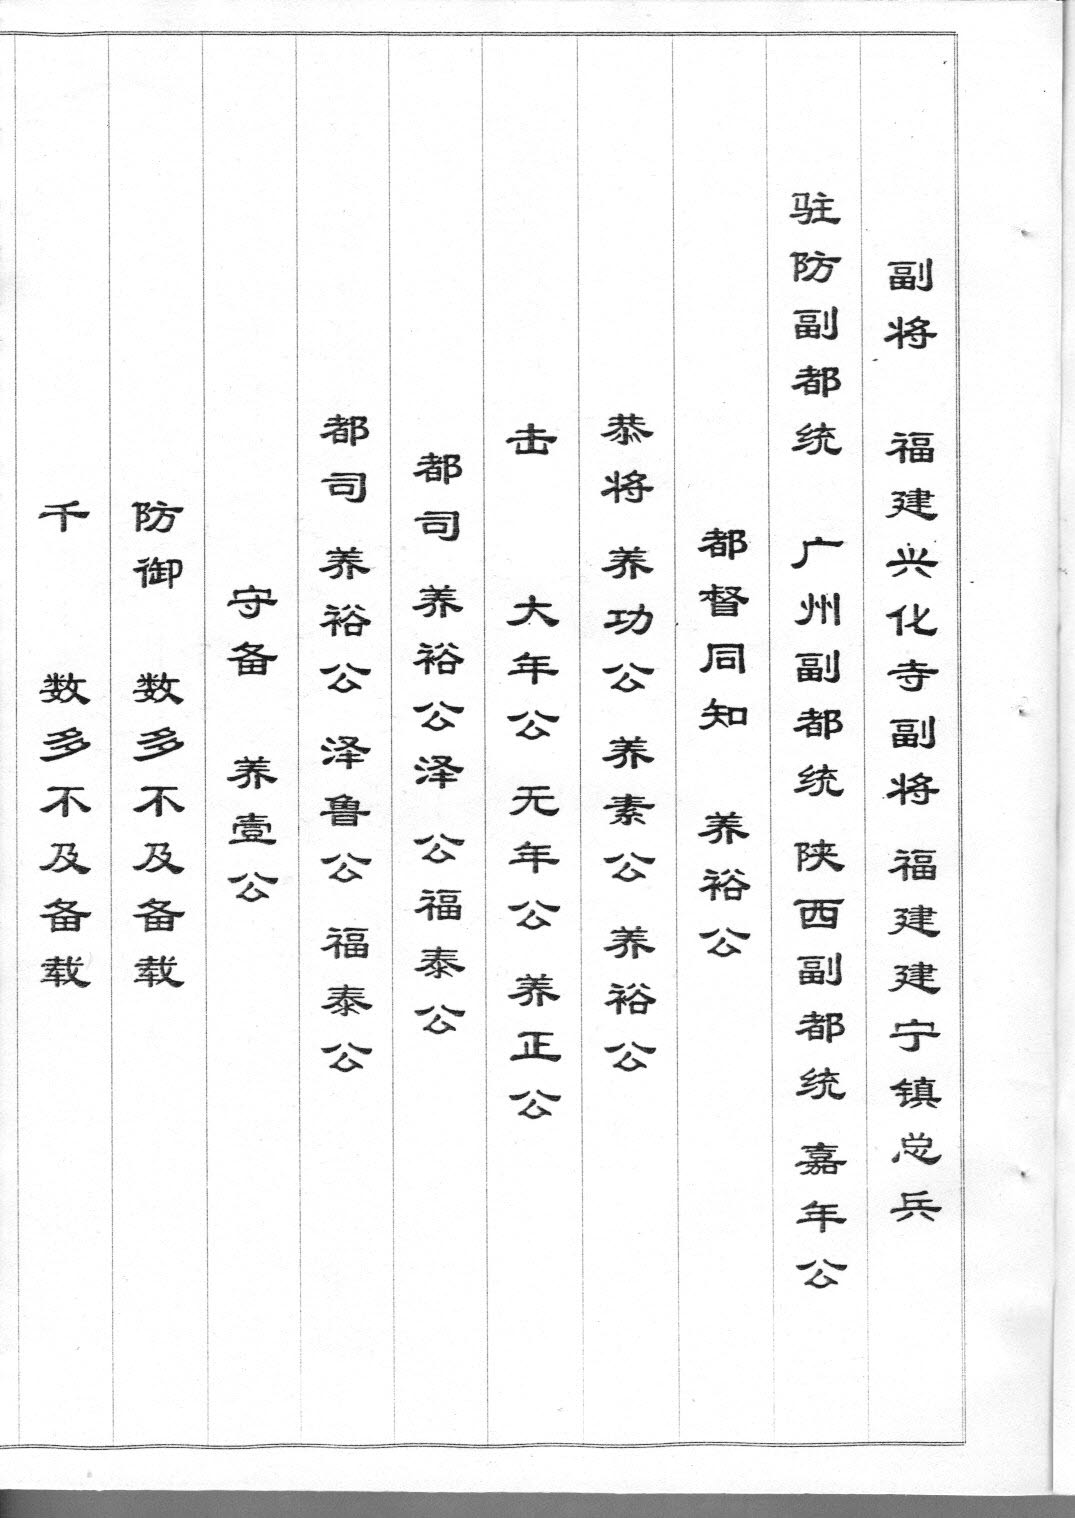 副将 福建兴化寺副将 福建建宁镇总兵
驻防副都统 广州副都统 陕西副都统 嘉年公
都督同知 养裕公
恭将 养功公 养素公 养裕公
击 大年公 无年公 养正公
都司 养裕公泽 公福泰公
都司 养裕公 泽鲁公 福泰公
守备 养壹公
防御 数多不及备载
千 数多不及备载